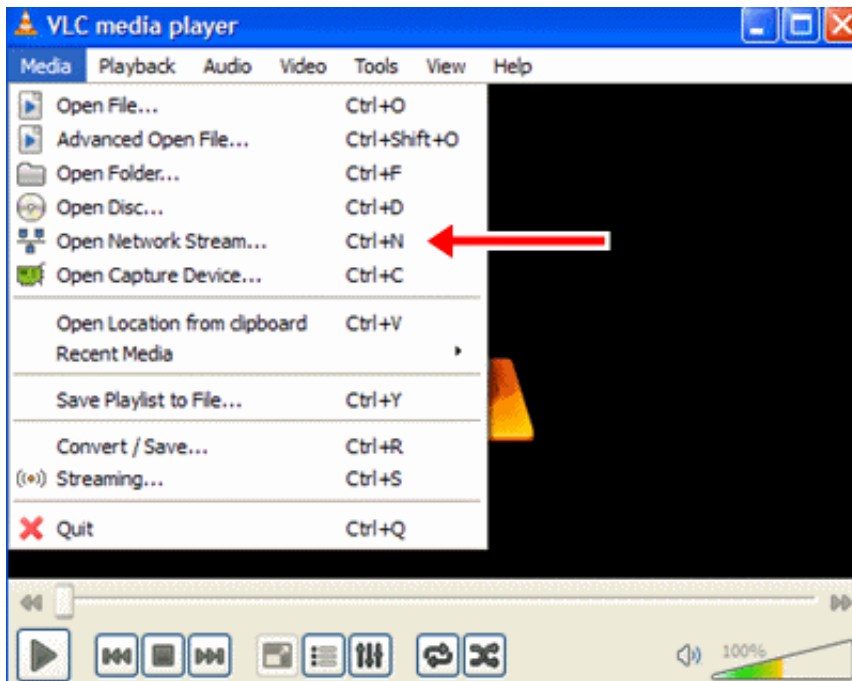 VLC media player
Media Playback Audio Video Tools View Help
Open File... Ctrl+O
Advanced Open File... Ctrl+Shift+O
Open Folder... Ctrl+F
Open Disc... Ctrl+D
Open Network Stream... Ctrl+N
Open Capture Device... Ctrl+C
Open Location from clipboard Ctrl+V
Recent Media
Save Playlist to File... Ctrl+Y
Convert / Save... Ctrl+R
Streaming... Ctrl+S
Quit Ctrl+Q
100%